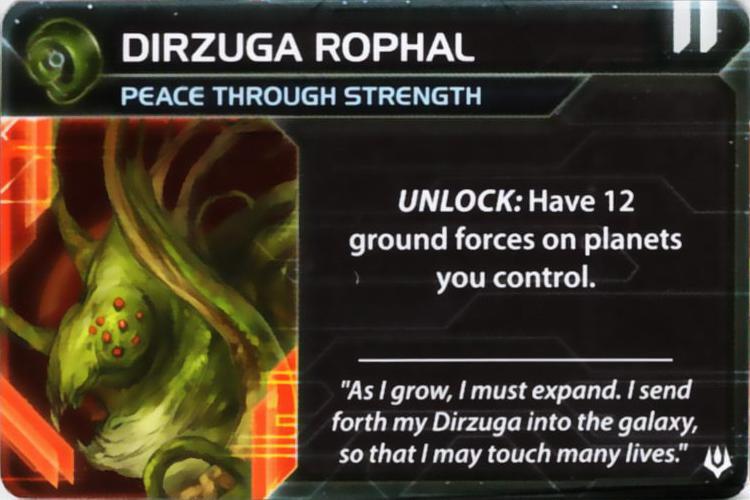 DIRZUGA ROPHAL
PEACE THROUGH STRENGTH
UNLOCK: Have 12
ground forces on planets
you control.
"As I grow, I must expand. I send
forth my Dirzuga into the galaxy,
so that I may touch many lives."